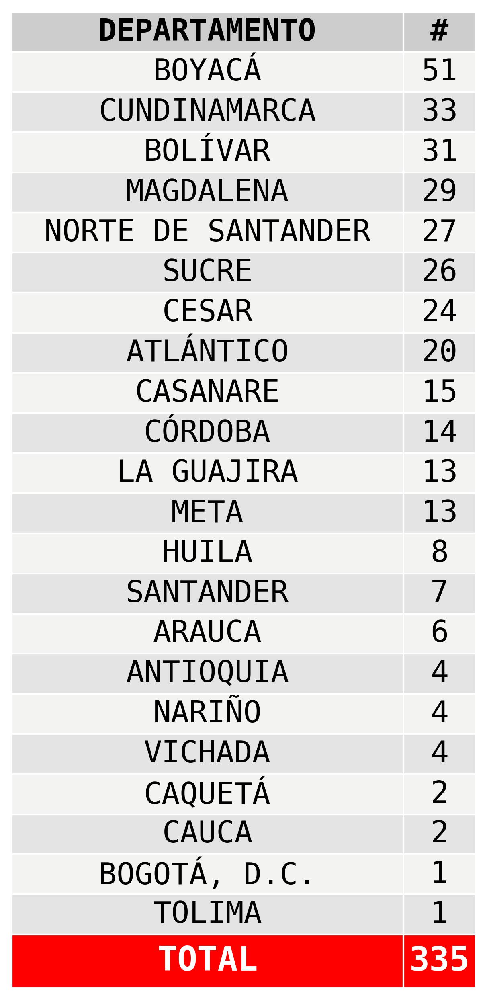 DEPARTAMENTO #
BOYACÁ 51
CUNDINAMARCA 33
BOLÍVAR 31
MAGDALENA 29
NORTE DE SANTANDER 27
SUCRE 26
CESAR 24
ATLÁNTICO 20
CASANARE 15
CÓRDOBA 14
LA GUAJIRA 13
META 13
HUILA 8
SANTANDER 7
ARAUCA 6
ANTIOQUIA 4
NARIÑO 4
VICHADA 4
CAQUETÁ 2
CAUCA 2
BOGOTÁ, D.C. 1
TOLIMA 1
TOTAL 335